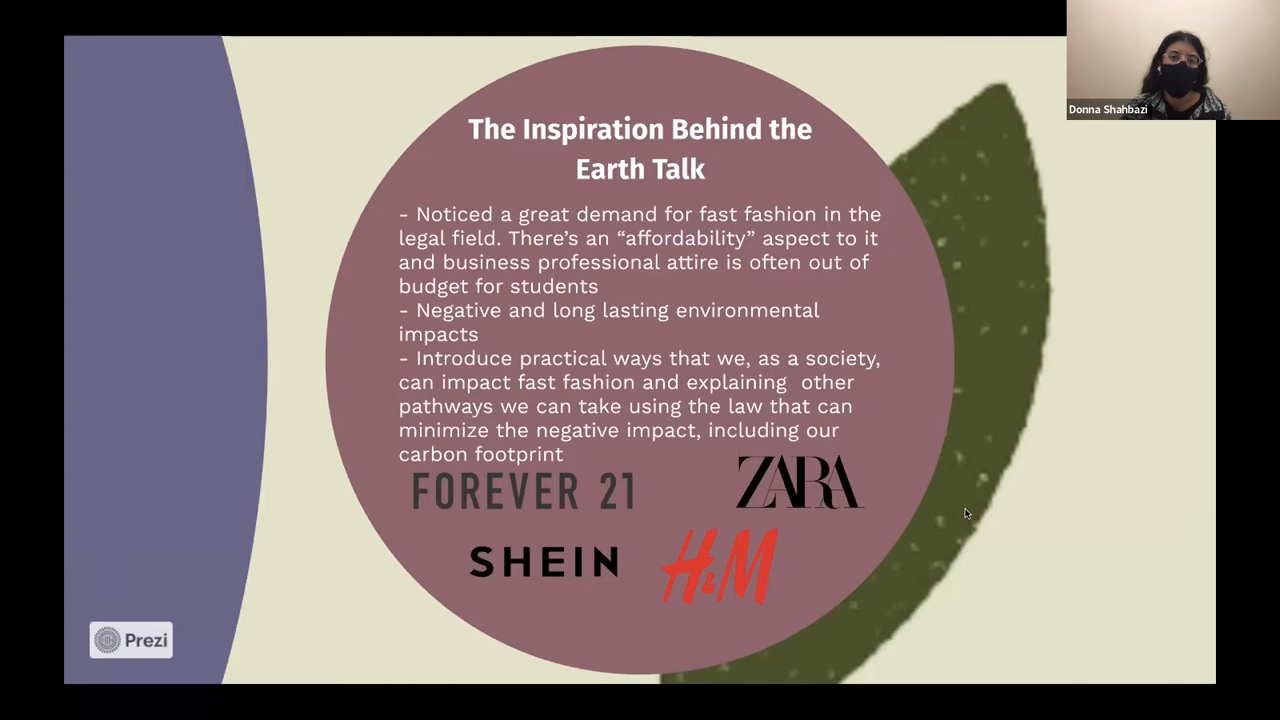 The Inspiration Behind the
Earth Talk
- Noticed a great demand for fast fashion in the
legal field. There’s an “affordability” aspect to it
and business professional attire is often out of
budget for students
- Negative and long lasting environmental
impacts
- Introduce practical ways that we, as a society,
can impact fast fashion and explaining  other
pathways we can take using the law that can
minimize the negative impact, including our
carbon footprint
FOREVER 21
ZARA
SHEIN
H&M
Prezi
Donna Shahbazi